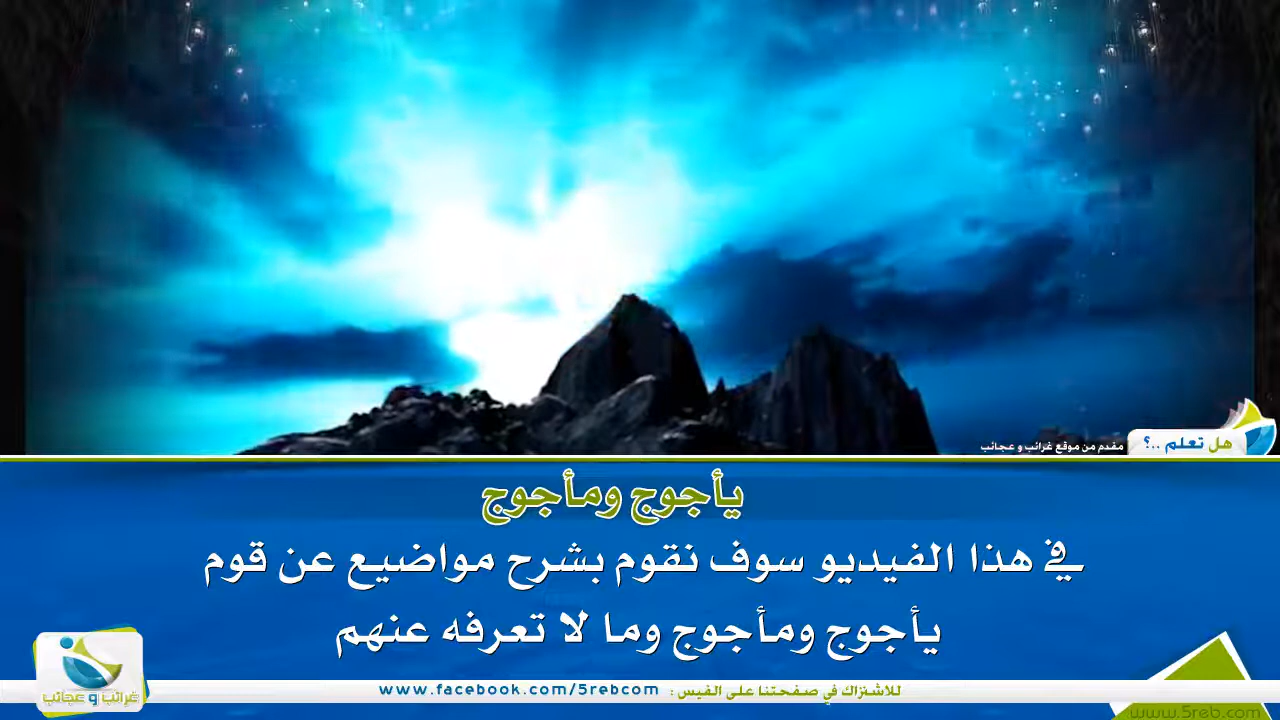 هل تعلم ..؟
مقدم من موقع غرائب و عجائب
يأجوج ومأجوج
في هذا الفيديو سوف نقوم بشرح مواضيع عن قوم
يأجوج ومأجوج وما لا تعرفه عنهم
غرائب و عجائب
للاشتراك في صفحتنا على الفيس : www.facebook.com/5rebcom
www.5reb.com